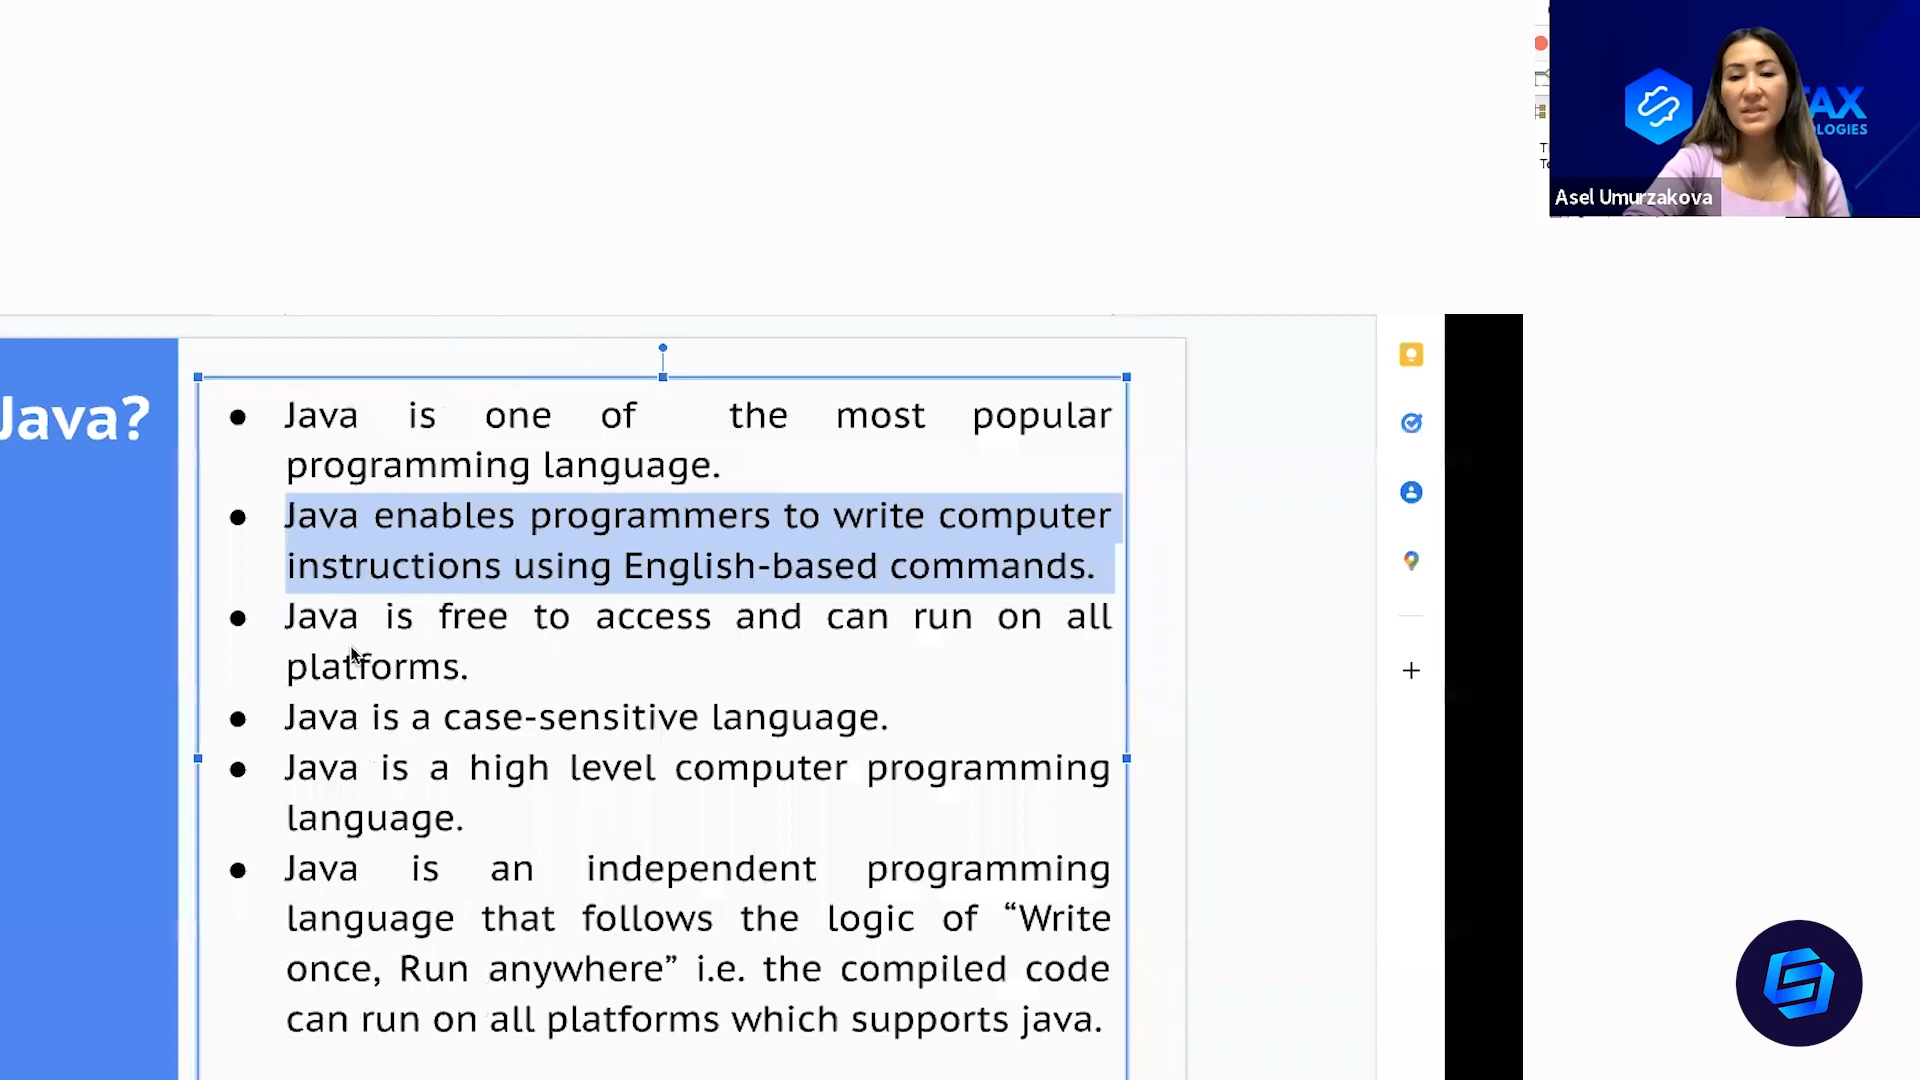 TAX
OLOGIES
Asel Umurzakova
Java?
● Java is one of the most popular
programming language.
● Java enables programmers to write computer
instructions using English-based commands.
● Java is free to access and can run on all
platforms.
● Java is a case-sensitive language.
● Java is a high level computer programming
language.
● Java is an independent programming
language that follows the logic of “Write
once, Run anywhere” i.e. the compiled code
can run on all platforms which supports java.